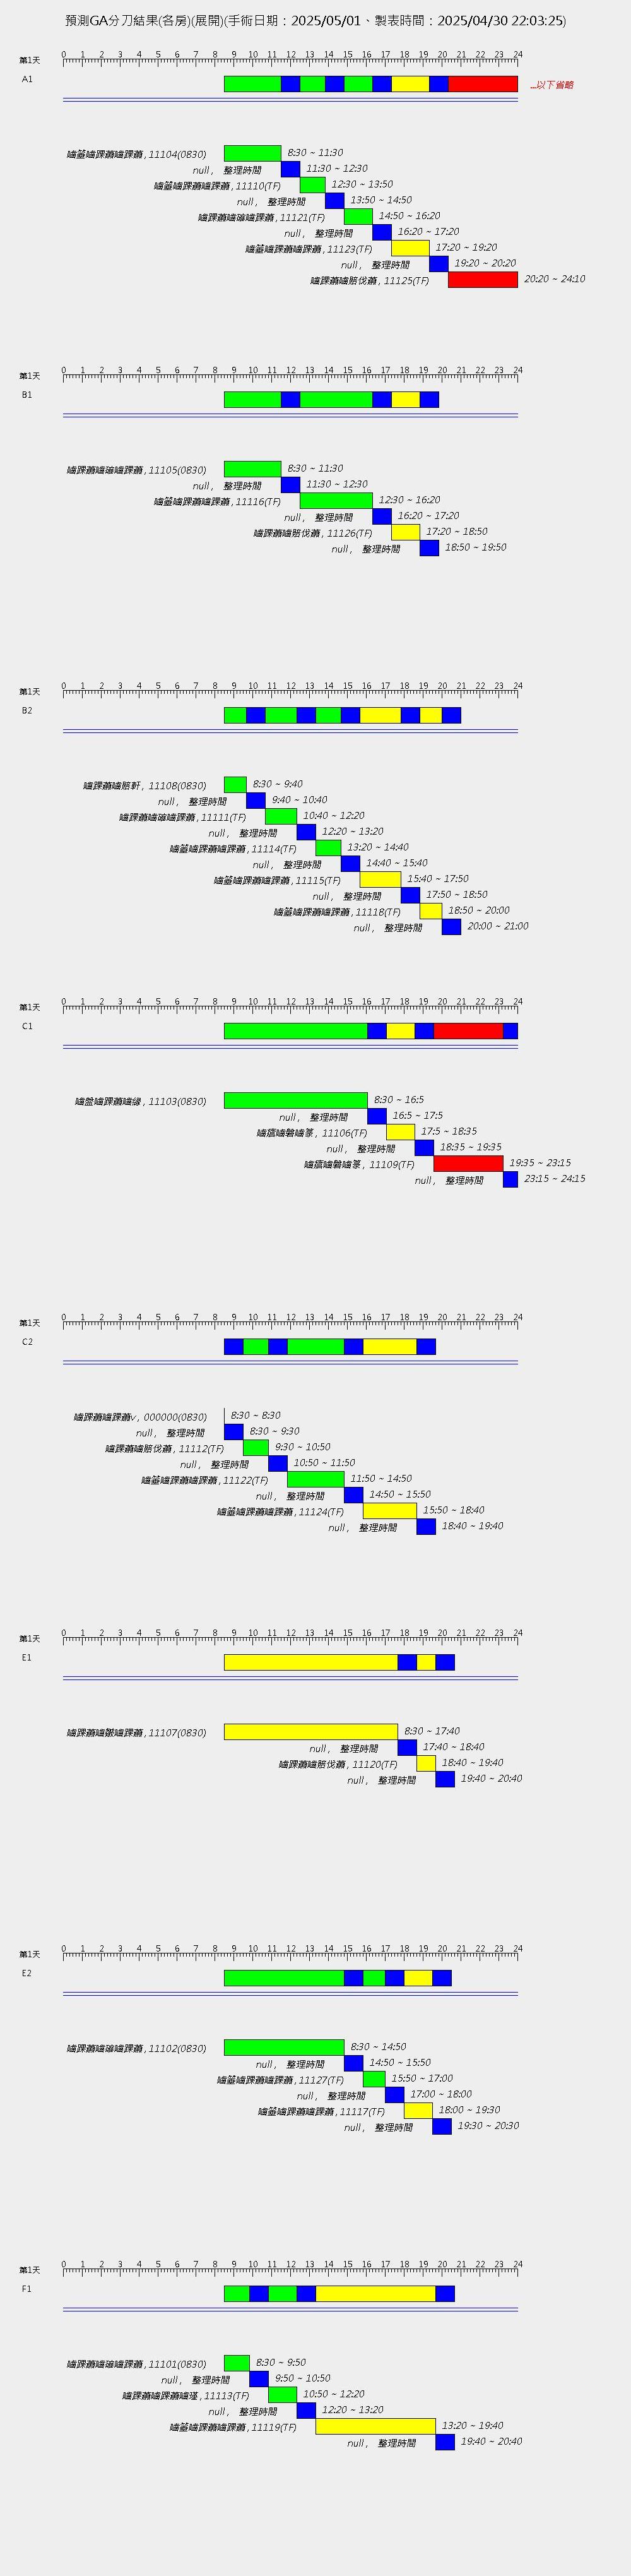 預測GA分刀結果(各房)(展開)(手術日期：2025/05/01、製表時間：2025/04/30 22:03:25)
第1天 0 1 2 3 4 5 6 7 8 9 10 11 12 13 14 15 16 17 18 19 20 21 22 23 24
A1 ...以下省略
, 11104(0830) 8:30 ~ 11:30
null, 整理時間 11:30 ~ 12:30
, 11110(TF) 12:30 ~ 13:50
null, 整理時間 13:50 ~ 14:50
, 11121(TF) 14:50 ~ 16:20
null, 整理時間 16:20 ~ 17:20
, 11123(TF) 17:20 ~ 19:20
null, 整理時間 19:20 ~ 20:20
, 11125(TF) 20:20 ~ 24:10
第1天 0 1 2 3 4 5 6 7 8 9 10 11 12 13 14 15 16 17 18 19 20 21 22 23 24
B1
, 11105(0830) 8:30 ~ 11:30
null, 整理時間 11:30 ~ 12:30
, 11116(TF) 12:30 ~ 16:20
null, 整理時間 16:20 ~ 17:20
, 11126(TF) 17:20 ~ 18:50
null, 整理時間 18:50 ~ 19:50
第1天 0 1 2 3 4 5 6 7 8 9 10 11 12 13 14 15 16 17 18 19 20 21 22 23 24
B2
, 11108(0830) 8:30 ~ 9:40
null, 整理時間 9:40 ~ 10:40
, 11111(TF) 10:40 ~ 12:20
null, 整理時間 12:20 ~ 13:20
, 11114(TF) 13:20 ~ 14:40
null, 整理時間 14:40 ~ 15:40
, 11115(TF) 15:40 ~ 17:50
null, 整理時間 17:50 ~ 18:50
, 11118(TF) 18:50 ~ 20:00
null, 整理時間 20:00 ~ 21:00
第1天 0 1 2 3 4 5 6 7 8 9 10 11 12 13 14 15 16 17 18 19 20 21 22 23 24
C1
, 11103(0830) 8:30 ~ 16:5
null, 整理時間 16:5 ~ 17:5
, 11106(TF) 17:5 ~ 18:35
null, 整理時間 18:35 ~ 19:35
, 11109(TF) 19:35 ~ 23:15
null, 整理時間 23:15 ~ 24:15
第1天 0 1 2 3 4 5 6 7 8 9 10 11 12 13 14 15 16 17 18 19 20 21 22 23 24
C2
, 000000(0830) 8:30 ~ 8:30
null, 整理時間 8:30 ~ 9:30
, 11112(TF) 9:30 ~ 10:50
null, 整理時間 10:50 ~ 11:50
, 11122(TF) 11:50 ~ 14:50
null, 整理時間 14:50 ~ 15:50
, 11124(TF) 15:50 ~ 18:40
null, 整理時間 18:40 ~ 19:40
第1天 0 1 2 3 4 5 6 7 8 9 10 11 12 13 14 15 16 17 18 19 20 21 22 23 24
E1
, 11107(0830) 8:30 ~ 17:40
null, 整理時間 17:40 ~ 18:40
, 11120(TF) 18:40 ~ 19:40
null, 整理時間 19:40 ~ 20:40
第1天 0 1 2 3 4 5 6 7 8 9 10 11 12 13 14 15 16 17 18 19 20 21 22 23 24
E2
, 11102(0830) 8:30 ~ 14:50
null, 整理時間 14:50 ~ 15:50
, 11127(TF) 15:50 ~ 17:00
null, 整理時間 17:00 ~ 18:00
, 11117(TF) 18:00 ~ 19:30
null, 整理時間 19:30 ~ 20:30
第1天 0 1 2 3 4 5 6 7 8 9 10 11 12 13 14 15 16 17 18 19 20 21 22 23 24
F1
, 11101(0830) 8:30 ~ 9:50
null, 整理時間 9:50 ~ 10:50
, 11113(TF) 10:50 ~ 12:20
null, 整理時間 12:20 ~ 13:20
, 11119(TF) 13:20 ~ 19:40
null, 整理時間 19:40 ~ 20:40